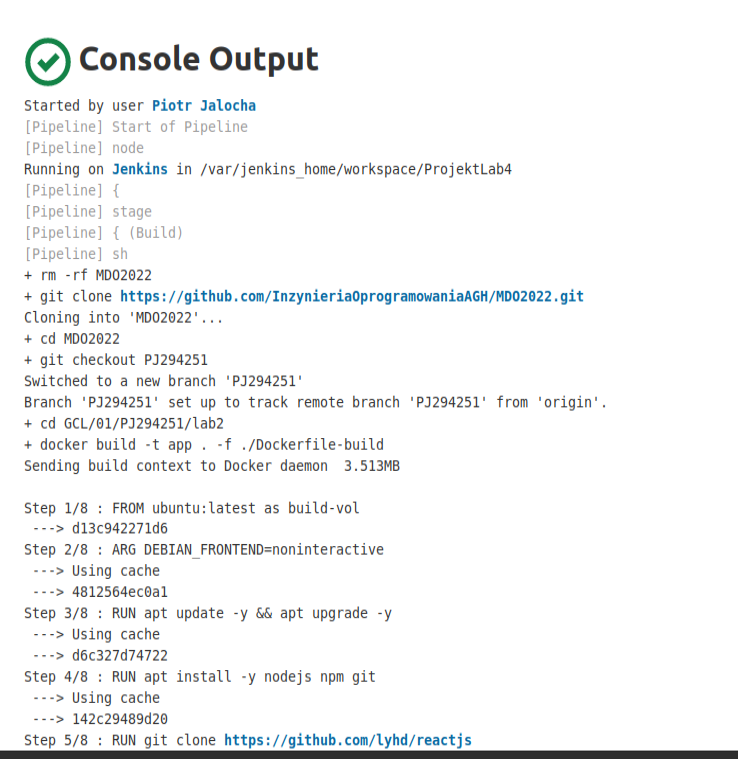 Console Output
Started by user Piotr Jalocha
[Pipeline] Start of Pipeline
[Pipeline] node
Running on Jenkins in /var/jenkins_home/workspace/ProjektLab4
[Pipeline] {
[Pipeline] stage
[Pipeline] { (Build)
[Pipeline] sh
+ rm -rf MDO2022
+ git clone https://github.com/InzynieriaOprogramowaniaAGH/MDO2022.git
Cloning into 'MDO2022'...
+ cd MDO2022
+ git checkout PJ294251
Switched to a new branch 'PJ294251'
Branch 'PJ294251' set up to track remote branch 'PJ294251' from 'origin'.
+ cd GCL/01/PJ294251/lab2
+ docker build -t app . -f ./Dockerfile-build
Sending build context to Docker daemon  3.513MB
Step 1/8 : FROM ubuntu:latest as build-vol
 ---> d13c942271d6
Step 2/8 : ARG DEBIAN_FRONTEND=noninteractive
 ---> Using cache
 ---> 4812564ec0a1
Step 3/8 : RUN apt update -y && apt upgrade -y
 ---> Using cache
 ---> d6c327d74722
Step 4/8 : RUN apt install -y nodejs npm git
 ---> Using cache
 ---> 142c29489d20
Step 5/8 : RUN git clone https://github.com/lyhd/reactjs